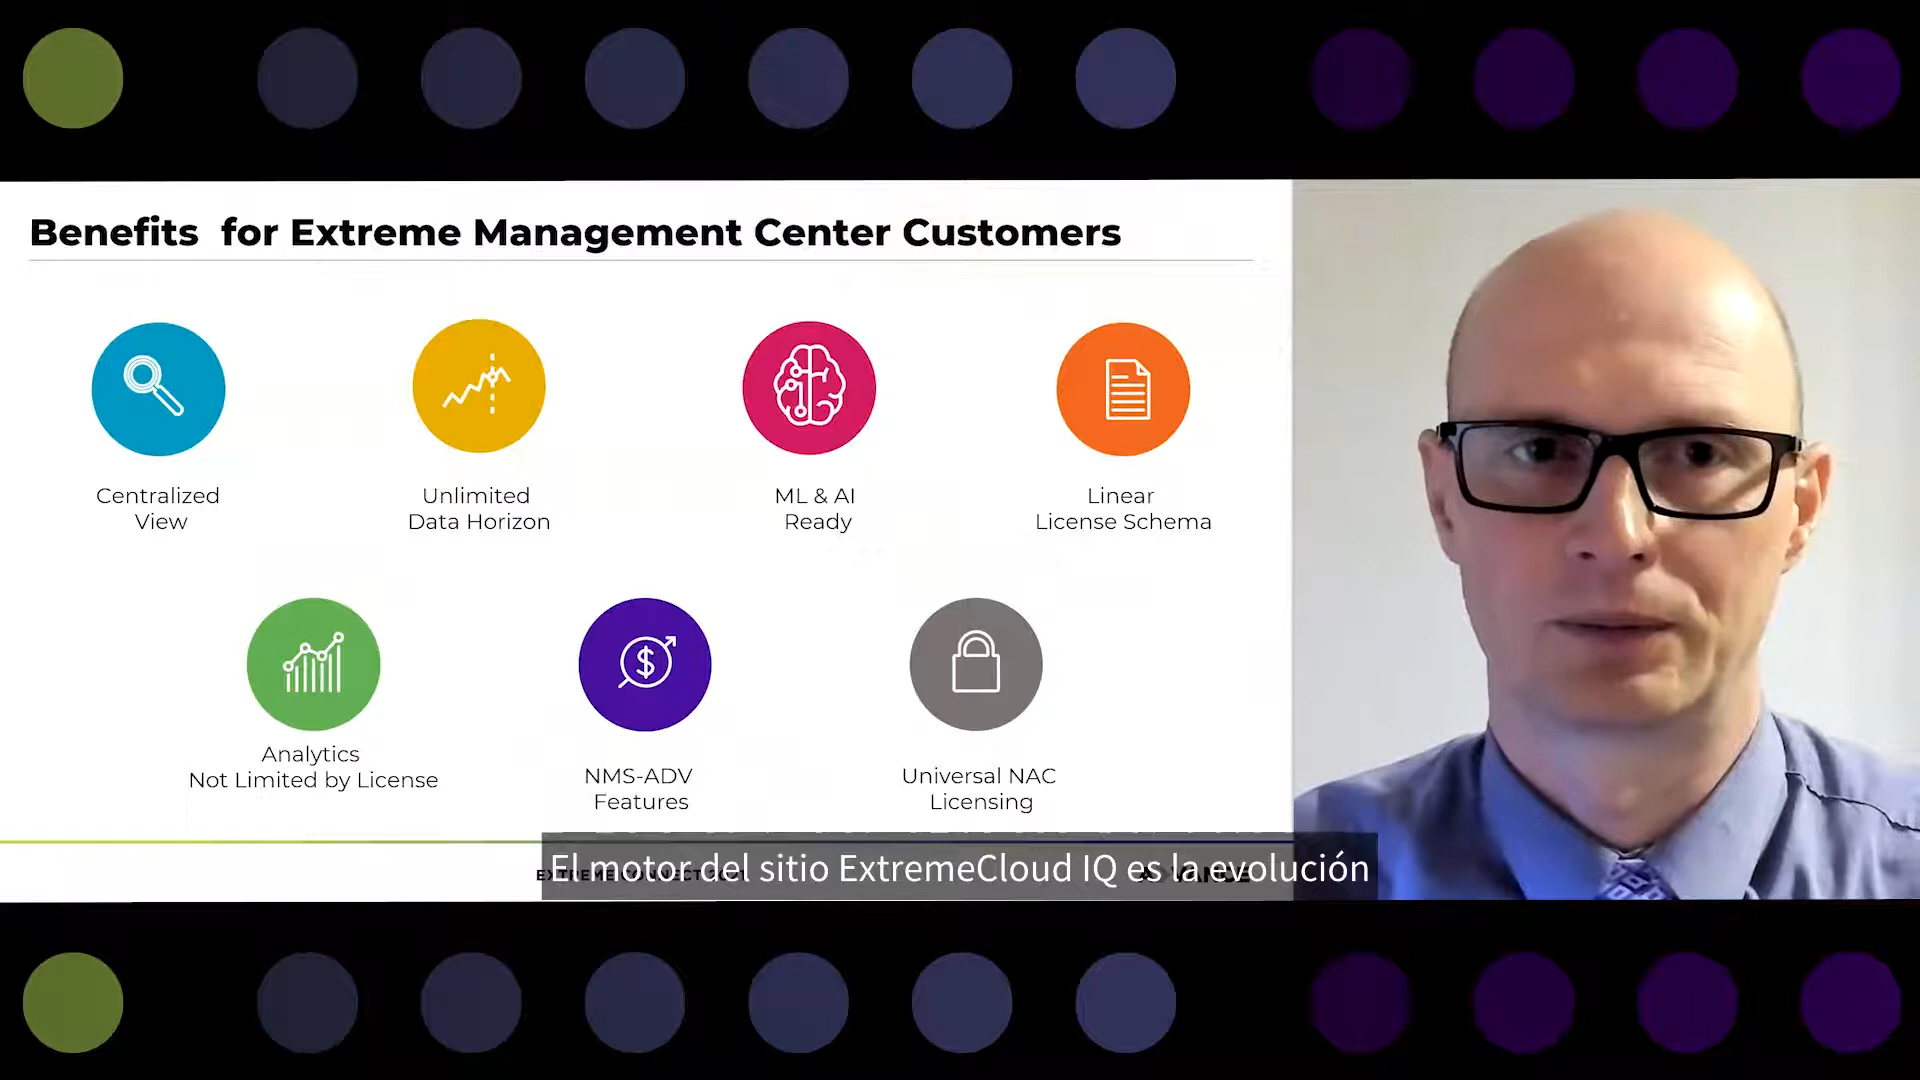 Benefits for Extreme Management Center Customers
Centralized
View
Unlimited
Data Horizon
ML & AI
Ready
Linear
License Schema
Analytics
Not Limited by License
NMS-ADV
Features
Universal NAC
Licensing
El motor del sitio ExtremeCloud IQ es la evolución